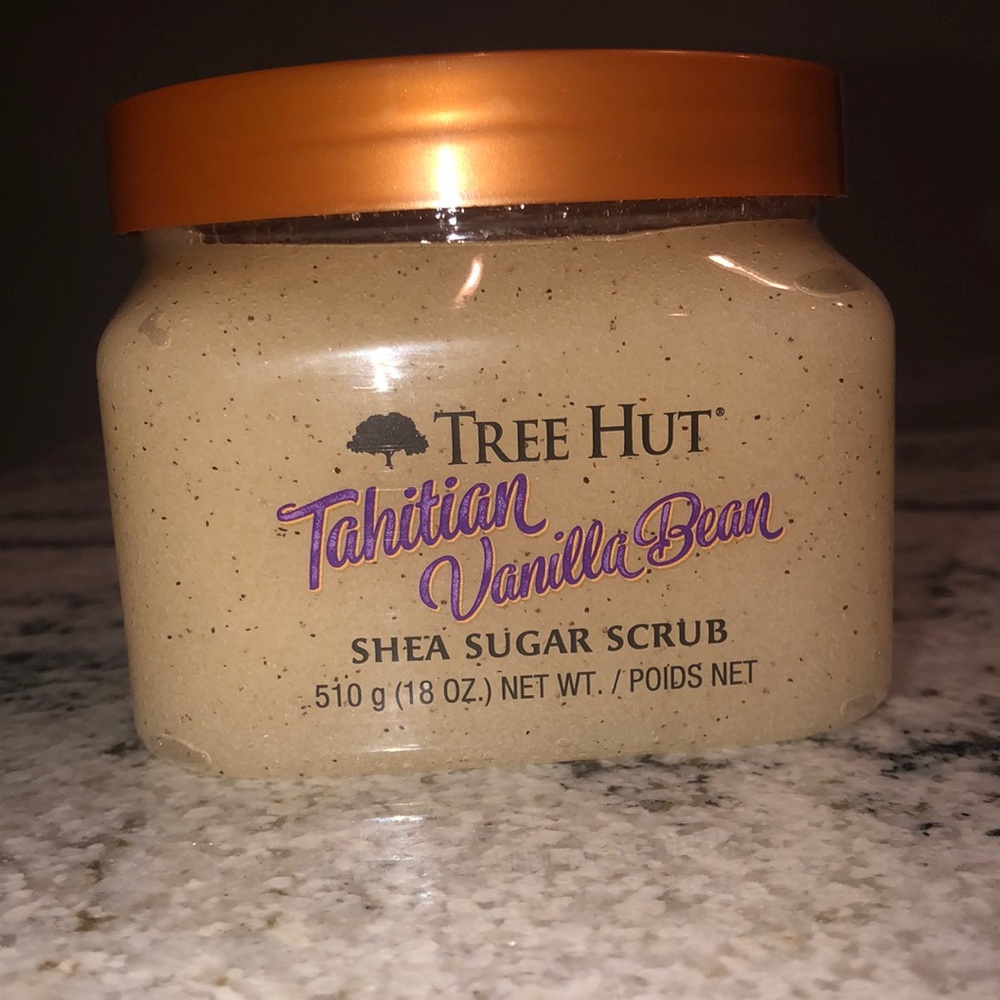 TREE HUT®
Tahitian
Vanilla Bean
SHEA SUGAR SCRUB
510 g (18 OZ.) NET WT. / POIDS NET